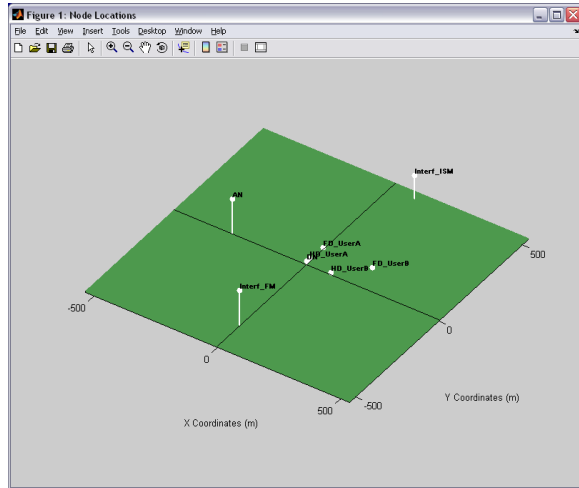 Figure 1: Node Locations
File Edit View Insert Tools Desktop Window Help
Interf_ISM
AN
FD_UserA
HD_UserA
HD_UserB
Interf_FM
-500
0
500
-500
0
500
X Coordinates (m)
Y Coordinates (m)